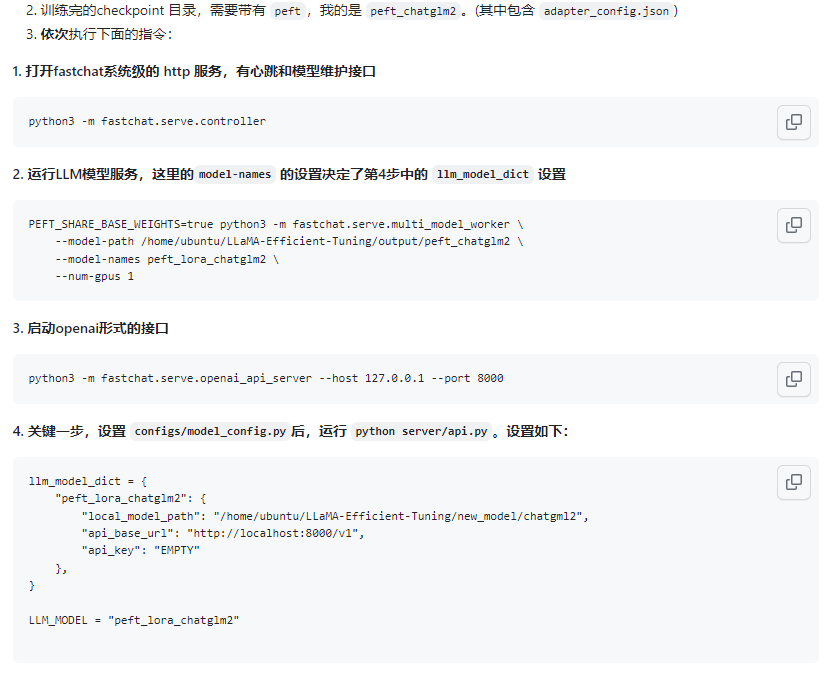 2. 训练完的checkpoint 目录，需要带有 peft ，我的是 peft_chatglm2 。(其中包含 adapter_config.json )
3. 依次执行下面的指令：
1. 打开fastchat系统级的 http 服务，有心跳和模型维护接口
python3 -m fastchat.serve.controller
2. 运行LLM模型服务，这里的 model-names 的设置决定了第4步中的 llm_model_dict 设置
PEFT_SHARE_BASE_WEIGHTS=true python3 -m fastchat.serve.multi_model_worker \
    --model-path /home/ubuntu/LLaMA-Efficient-Tuning/output/peft_chatglm2 \
    --model-names peft_lora_chatglm2 \
    --num-gpus 1
3. 启动openai形式的接口
python3 -m fastchat.serve.openai_api_server --host 127.0.0.1 --port 8000
4. 关键一步，设置 configs/model_config.py 后，运行 python server/api.py 。设置如下：
llm_model_dict = {
    "peft_lora_chatglm2": {
        "local_model_path": "/home/ubuntu/LLaMA-Efficient-Tuning/new_model/chatgml2",
        "api_base_url": "http://localhost:8000/v1",
        "api_key": "EMPTY"
    },
}
LLM_MODEL = "peft_lora_chatglm2"